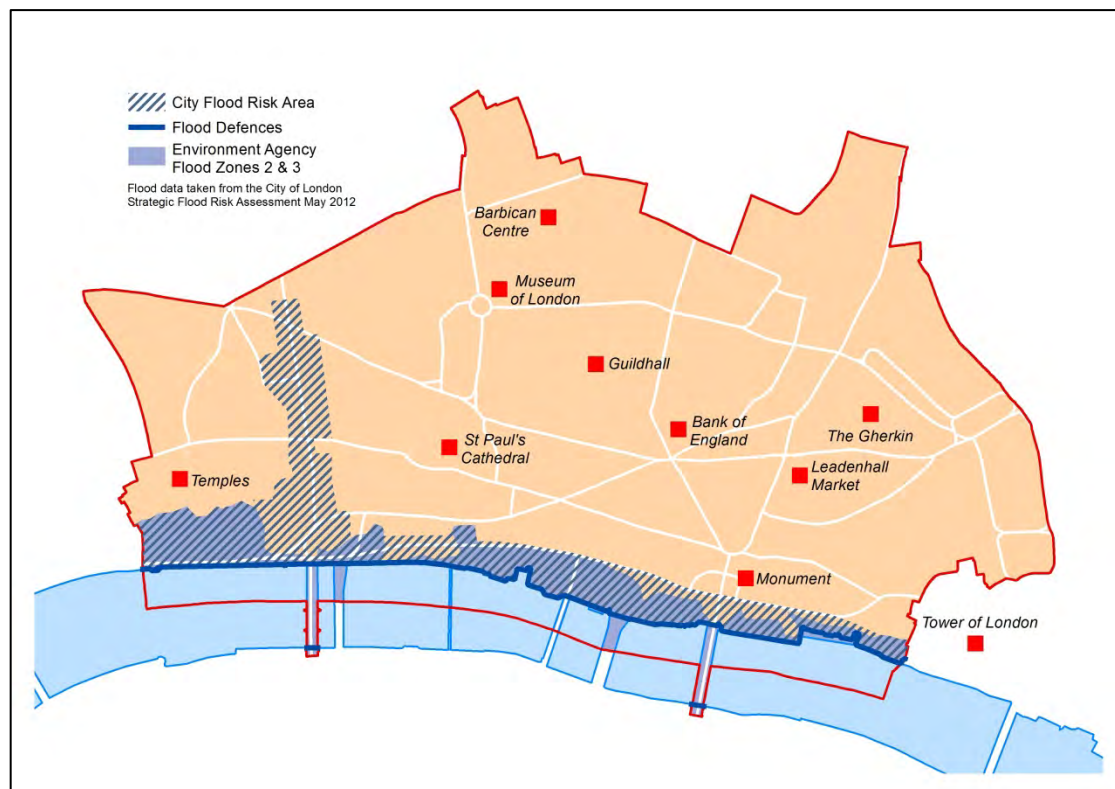 City Flood Risk Area
Flood Defences
Environment Agency
Flood Zones 2 & 3
Flood data taken from the City of London
Strategic Flood Risk Assessment May 2012
Barbican
Centre
Museum
of London
Guildhall
Bank of
England
The Gherkin
St Paul's
Cathedral
Leadenhall
Market
Temples
Monument
Tower of London